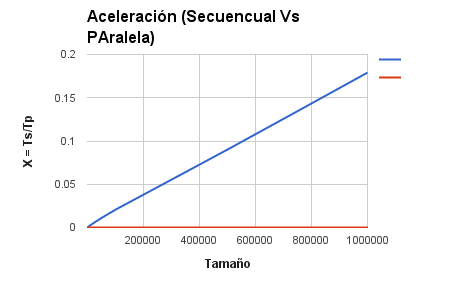 Aceleración (Secuencual Vs
PAralela)
0.2
0.15
0.1
0.05
0
X = Ts/Tp
200000 400000 600000 800000 1000000
Tamaño